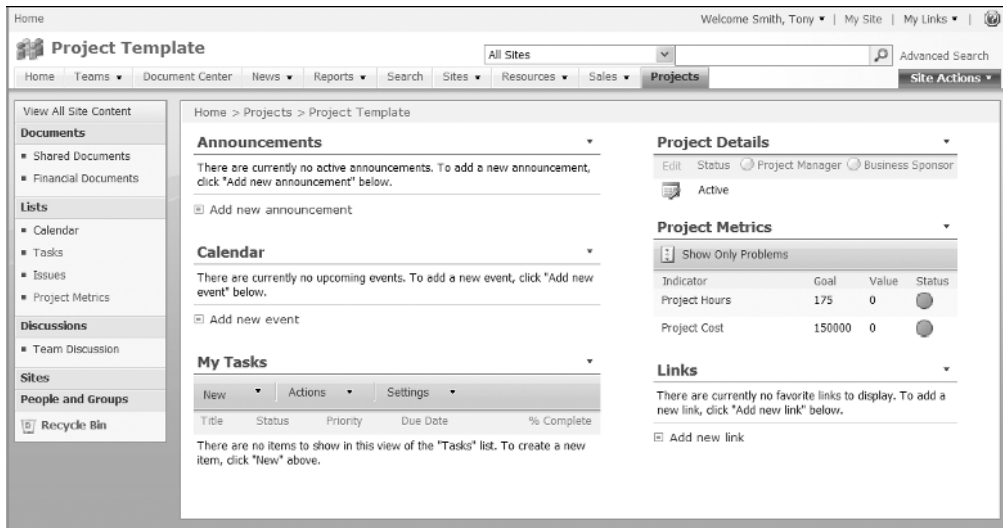 Home
Welcome Smith, Tony | My Site | My Links |
Project Template
All Sites
Advanced Search
Home Teams Document Center News Reports Search Sites Resources Sales Projects
Site Actions
View All Site Content
Documents
Shared Documents
Financial Documents
Lists
Calendar
Tasks
Issues
Project Metrics
Discussions
Team Discussion
Sites
People and Groups
Recycle Bin
Home > Projects > Project Template
Announcements
There are currently no active announcements. To add a new announcement,
click "Add new announcement" below.
Add new announcement
Calendar
There are currently no upcoming events. To add a new event, click "Add new
event" below.
Add new event
My Tasks
New Actions Settings
Title Status Priority Due Date % Complete
There are no items to show in this view of the "Tasks" list. To create a new
item, click "New" above.
Project Details
Edit Status Project Manager Business Sponsor
Active
Project Metrics
Show Only Problems
Indicator Goal Value Status
Project Hours 175 0
Project Cost 150000 0
Links
There are currently no favorite links to display. To add a
new link, click "Add new link" below.
Add new link